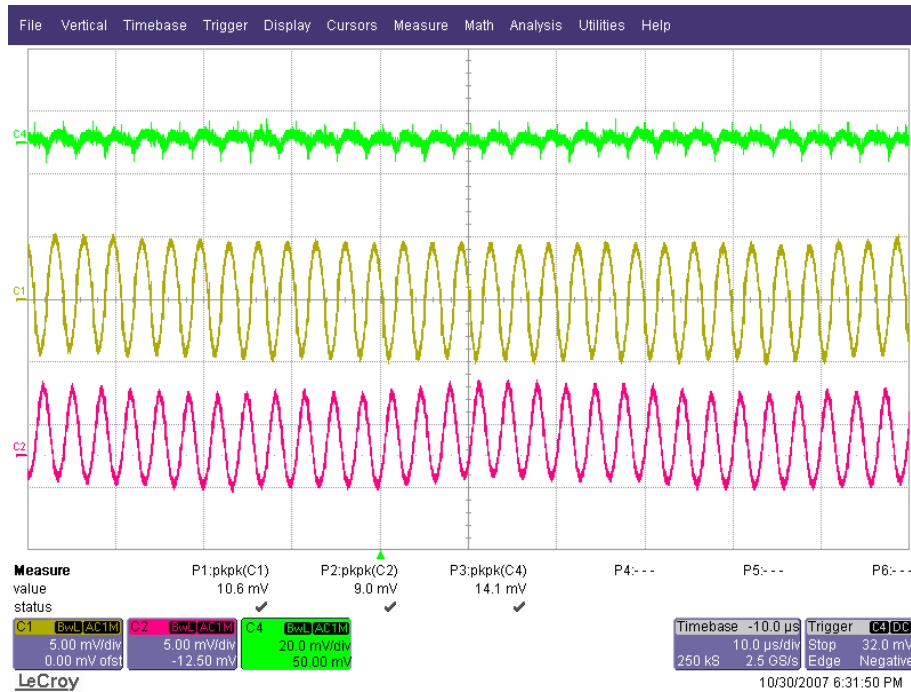 File Vertical Timebase Trigger Display Cursors Measure Math Analysis Utilities Help
C4
C1
C2
Measure P1:pkpk(C1) P2:pkpk(C2) P3:pkpk(C4) P4:- - - P5:- - - P6:- - -
value 10.6 mV 9.0 mV 14.1 mV
status
C1 BwL AC1M C2 BwL AC1M C4 BwL AC1M Timebase -10.0 µs Trigger C4 DC
5.00 mV/div 5.00 mV/div 20.0 mV/div 10.0 µs/div Stop 32.0 mV
0.00 mV ofst -12.50 mV 50.00 mV 250 kS 2.5 GS/s Edge Negative
LeCroy 10/30/2007 6:31:50 PM